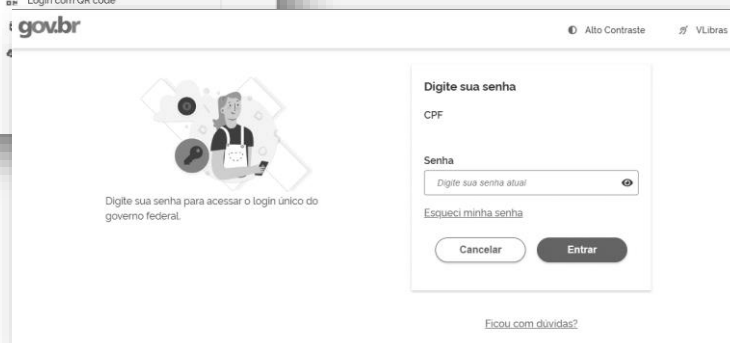 Login com QR code
gov.br
Alto Contraste
VLibras
Digite sua senha
CPF
Senha
Digite sua senha atual
Esqueci minha senha
Cancelar
Entrar
Digite sua senha para acessar o login único do
governo federal.
Ficou com dúvidas?